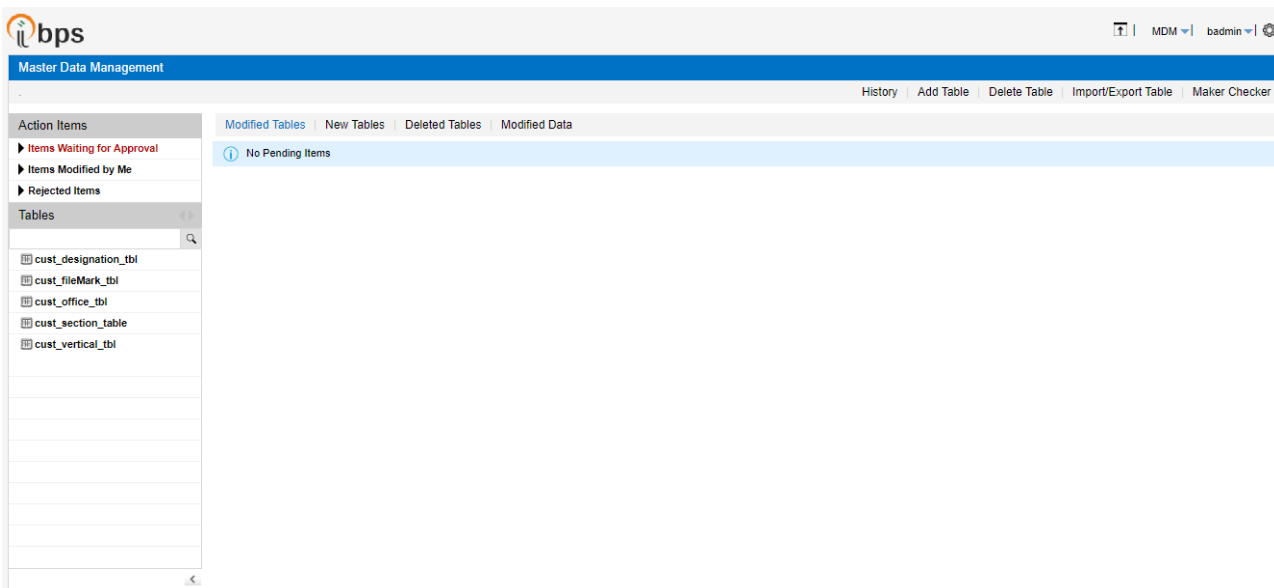 ibps
MDM badmin
Master Data Management
History Add Table Delete Table Import/Export Table Maker Checker
Action Items
Modified Tables New Tables Deleted Tables Modified Data
Items Waiting for Approval
No Pending Items
Items Modified by Me
Rejected Items
Tables
cust_designation_tbl
cust_fileMark_tbl
cust_office_tbl
cust_section_table
cust_vertical_tbl